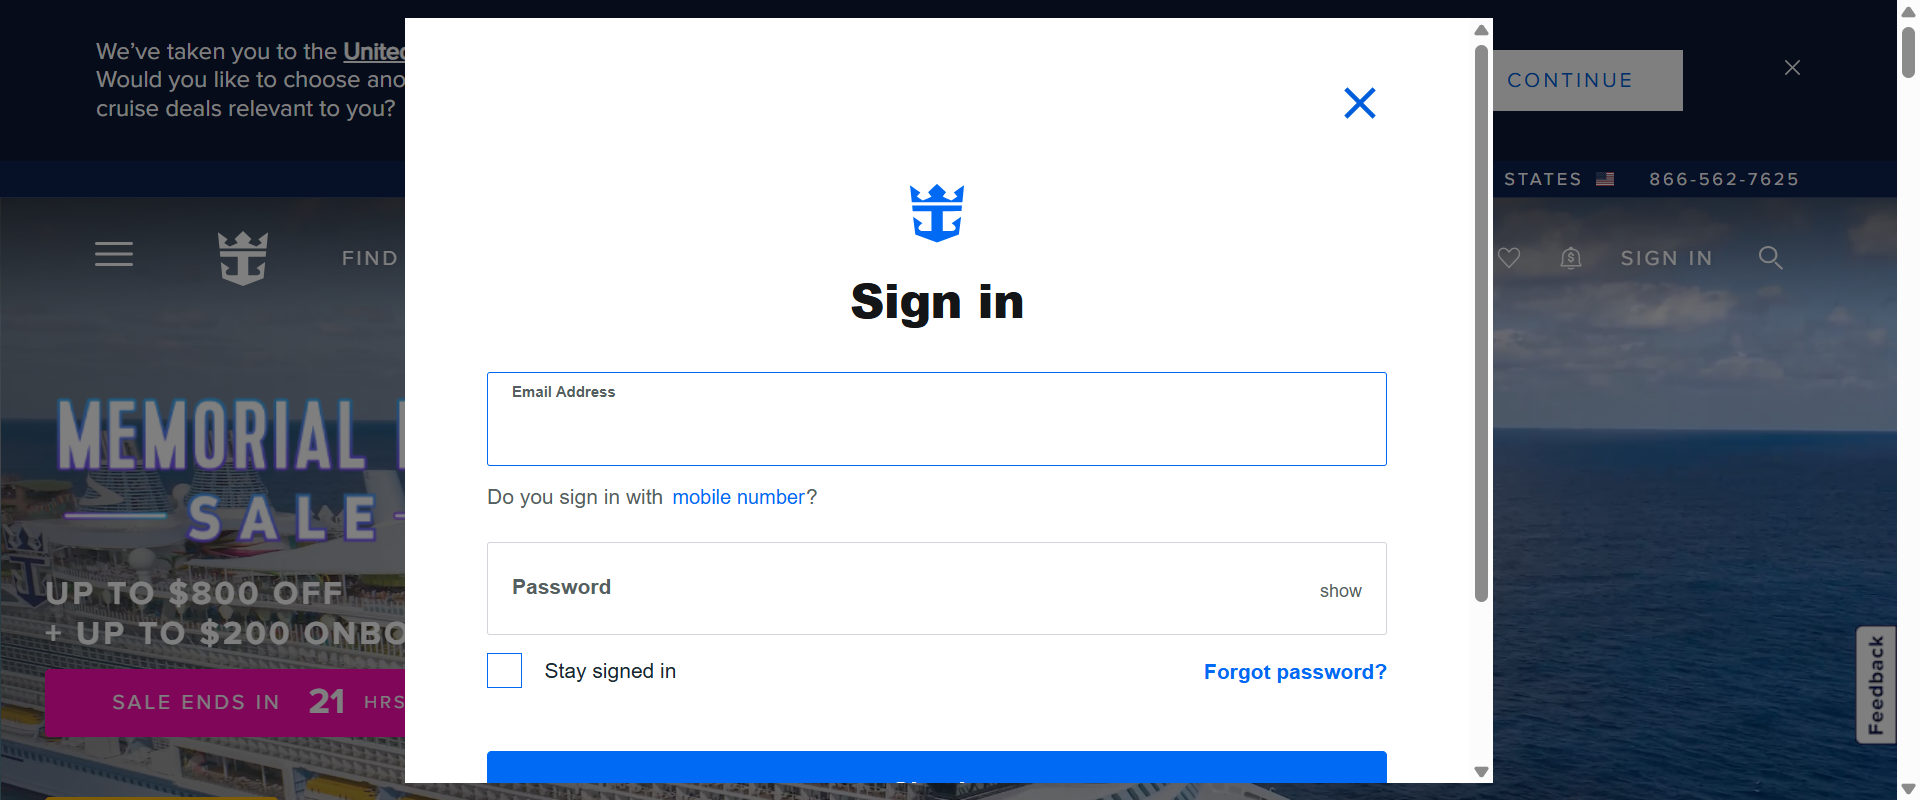 We've taken you to the United
Would you like to choose ano
cruise deals relevant to you?
CONTINUE
STATES
866-562-7625
FIND
SIGN IN
MEMORIAL
SALE
UP TO $800 OFF
+ UP TO $200 ONBO
SALE ENDS IN 21 HRS
Sign in
Email Address
Do you sign in with mobile number?
Password
show
Stay signed in
Forgot password?
Feedback